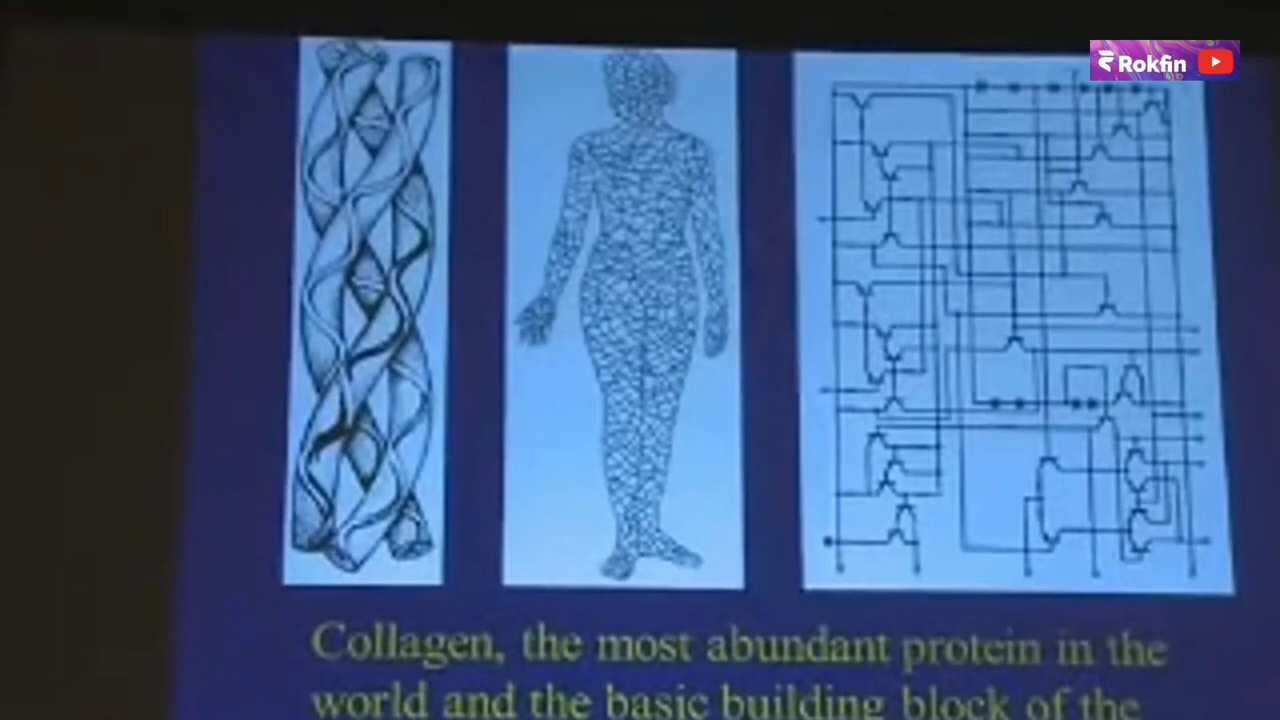 Rokfin
Collagen, the most abundant protein in the
world and the basic building block of the